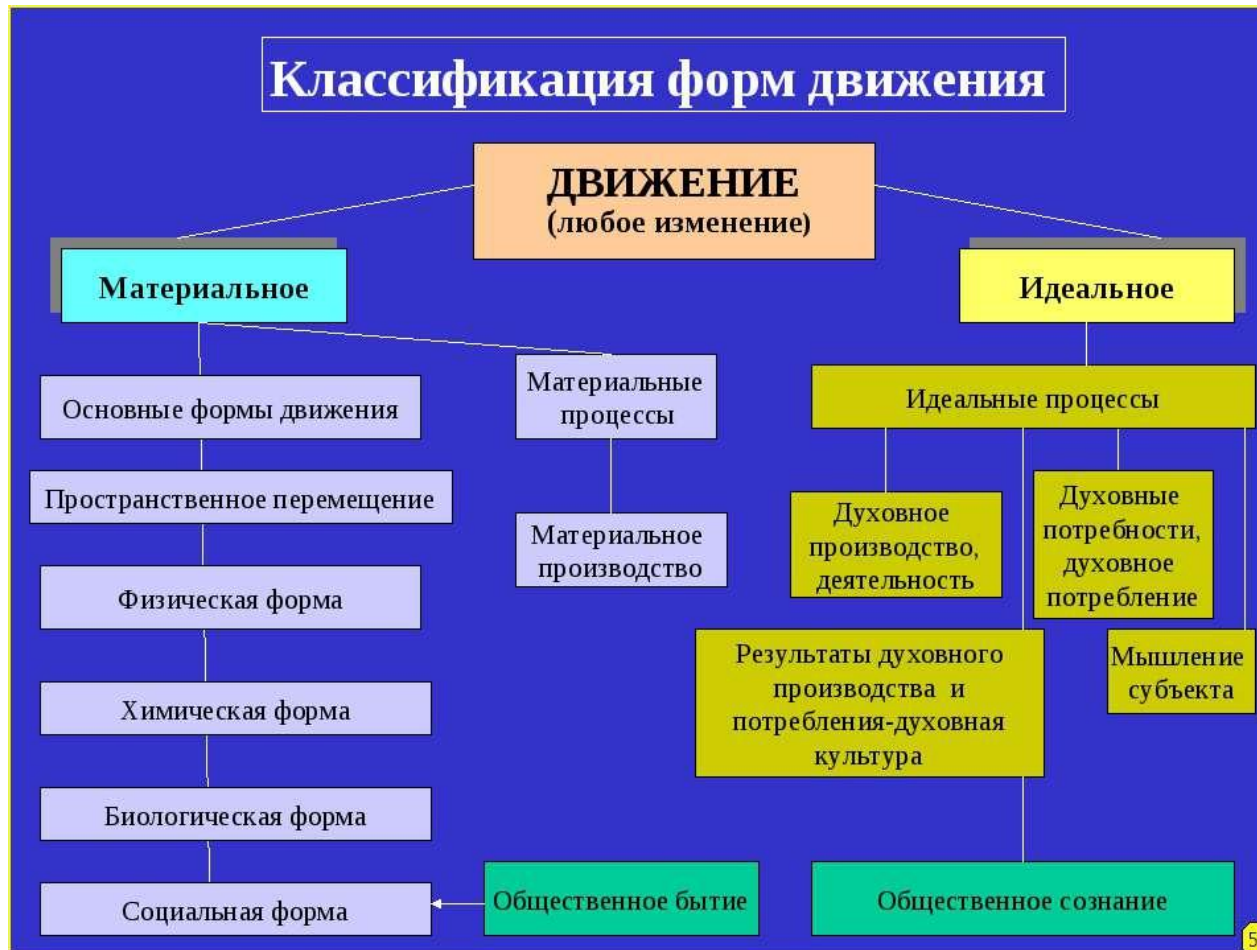 Классификация форм движения
ДВИЖЕНИЕ
(любое изменение)
Материальное
Идеальное
Основные формы движения
Пространственное перемещение
Физическая форма
Химическая форма
Биологическая форма
Социальная форма
Материальные
процессы
Материальное
производство
Общественное бытие
Идеальные процессы
Духовное
производство,
деятельность
Духовные
потребности,
духовное
потребление
Результаты духовного
производства и
потребления-духовная
культура
Мышление
субъекта
Общественное сознание
5